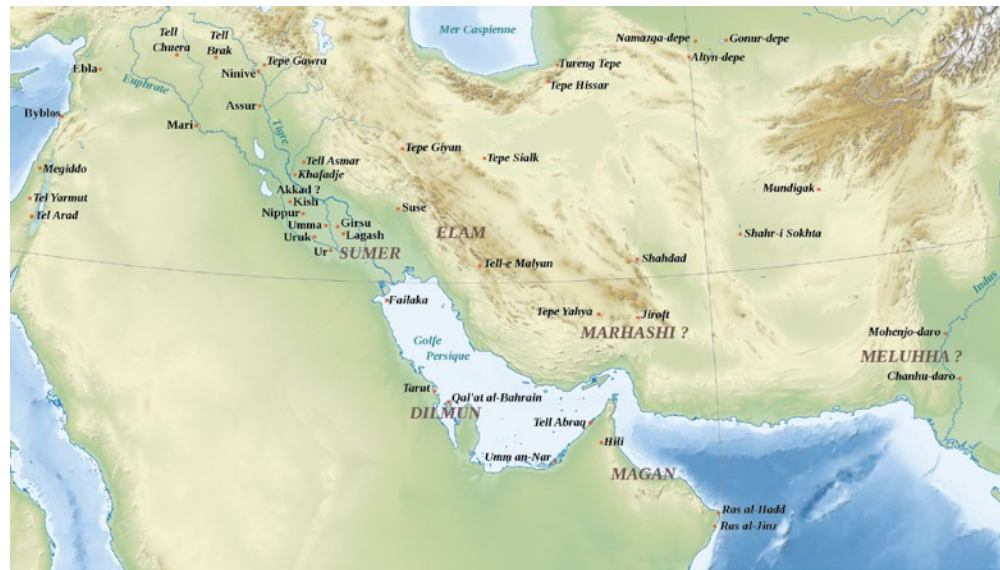 Mer Caspienne
Tell
Chuera
Tell
Brak
Tepe Gawra
Ninive
Ebla
Euphrate
Assur
Byblos
Mari
Tigre
Namazga-depe
Gonur-depe
Altyn-depe
Tureng Tepe
Tepe Hissar
Megiddo
Tel Yarmut
Tel Arad
Tell Asmar
Khafadje
Akkad ?
Kish
Nippur
Umma
Uruk
Ur
Girsu
Lagash
SUMER
Tepe Giyan
Tepe Sialk
Suse
ELAM
Tell-e Malyan
Mundigak
Shahr-i Sokhta
Shahdad
Tepe Yahya
Jiroft
MARHASHI ?
Indus
Mohenjo-daro
MELUHHA ?
Chanhu-daro
Failaka
Golfe
Persique
Tarut
Qal'at al-Bahrain
DILMUN
Tell Abraq
Hili
Umm an-Nar
MAGAN
Ras al-Hadd
Ras al-Jinz